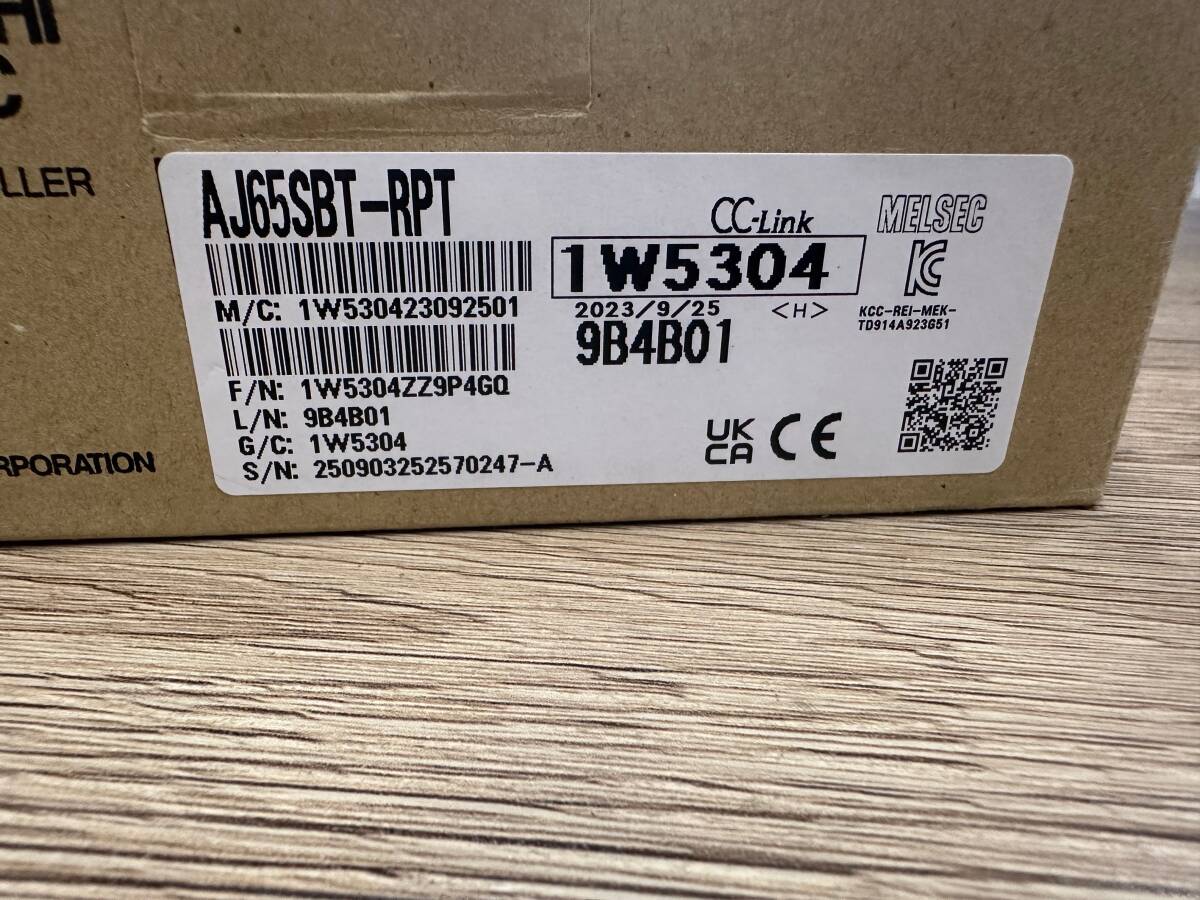 HI
C
LLER
RPORATION
AJ65SBT-RPT
CC-Link
MELSEC
1W5304
M/C: 1W530423092501
2023/9/25 <H>
KCC-REI-MEK-
TD914A923G51
9B4B01
F/N: 1W5304ZZ9P4GQ
L/N: 9B4B01
G/C: 1W5304
S/N: 250903252570247-A
UK
CA
CE